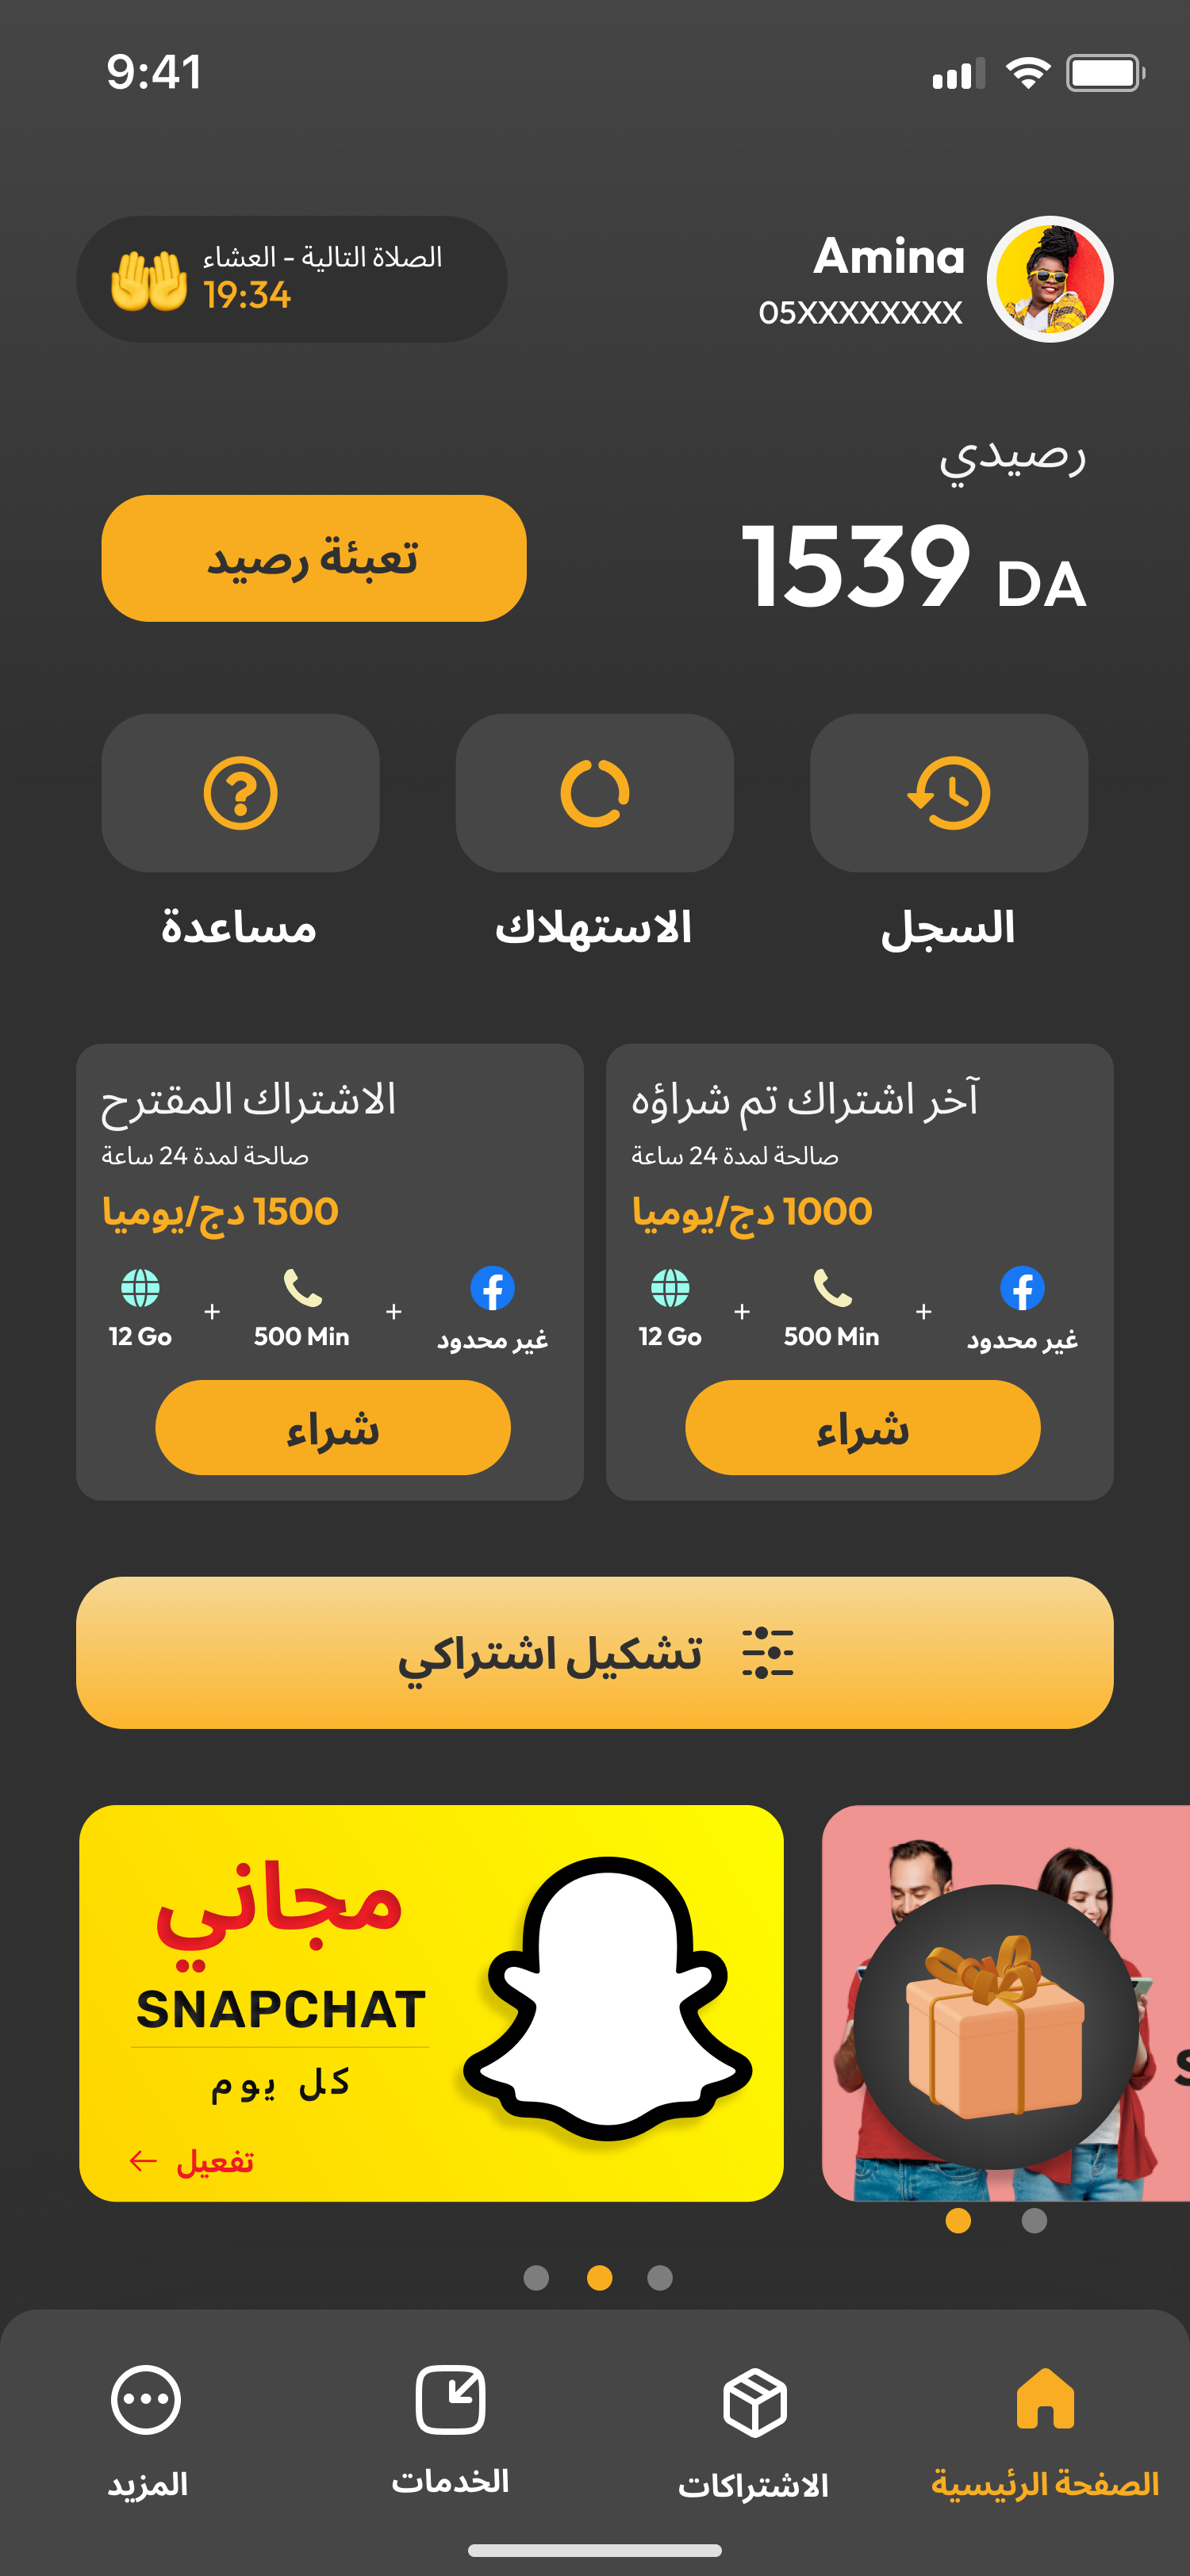 9:41
Amina
05XXXXXXXX
الصلاة التالية - العشاء
19:34
رصيدي
1539 DA
تعبئة رصيد
السجل
الاستهلاك
مساعدة
آخر اشتراك تم شراؤه
صالحة لمدة 24 ساعة
1000 دج/يوميا
12 Go + 500 Min + غير محدود
شراء
الاشتراك المقترح
صالحة لمدة 24 ساعة
1500 دج/يوميا
12 Go + 500 Min + غير محدود
شراء
تشكيل اشتراكي
مجاني
SNAPCHAT
كل يوم
تفعيل ←
الصفحة الرئيسية
الاشتراكات
الخدمات
المزيد